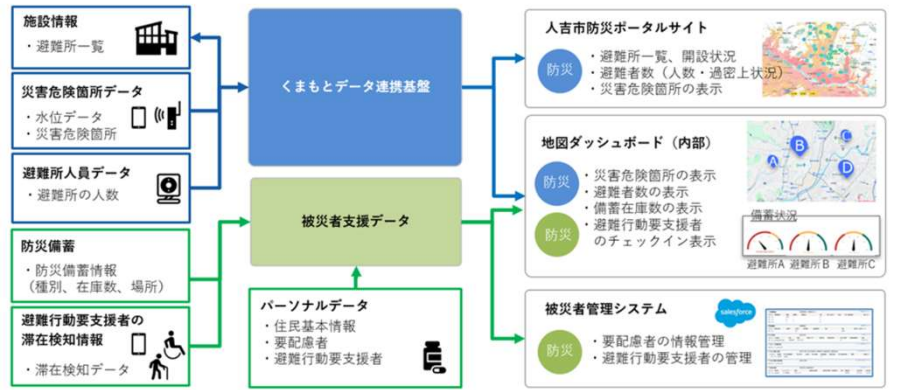 施設情報
・避難所一覧
災害危険箇所データ
・水位データ
・災害危険箇所
避難所人員データ
・避難所の人数
防災備蓄
・防災備蓄情報
（種別、在庫数、場所）
避難行動要支援者の
滞在検知情報
・滞在検知データ
くまもとデータ連携基盤
被災者支援データ
パーソナルデータ
・住民基本情報
・要配慮者
・避難行動要支援者
人吉市防災ポータルサイト
防災
・避難所一覧、開設状況
・避難者数（人数・過密上状況）
・災害危険箇所の表示
地図ダッシュボード（内部）
防災
防災
・災害危険箇所の表示
・避難者数の表示
・備蓄在庫数の表示
・避難行動要支援者
のチェックイン表示
A
B
C
D
備蓄状況
避難所A 避難所B 避難所C
被災者管理システム
salesforce
防災
・要配慮者の情報管理
・避難行動要支援者の管理